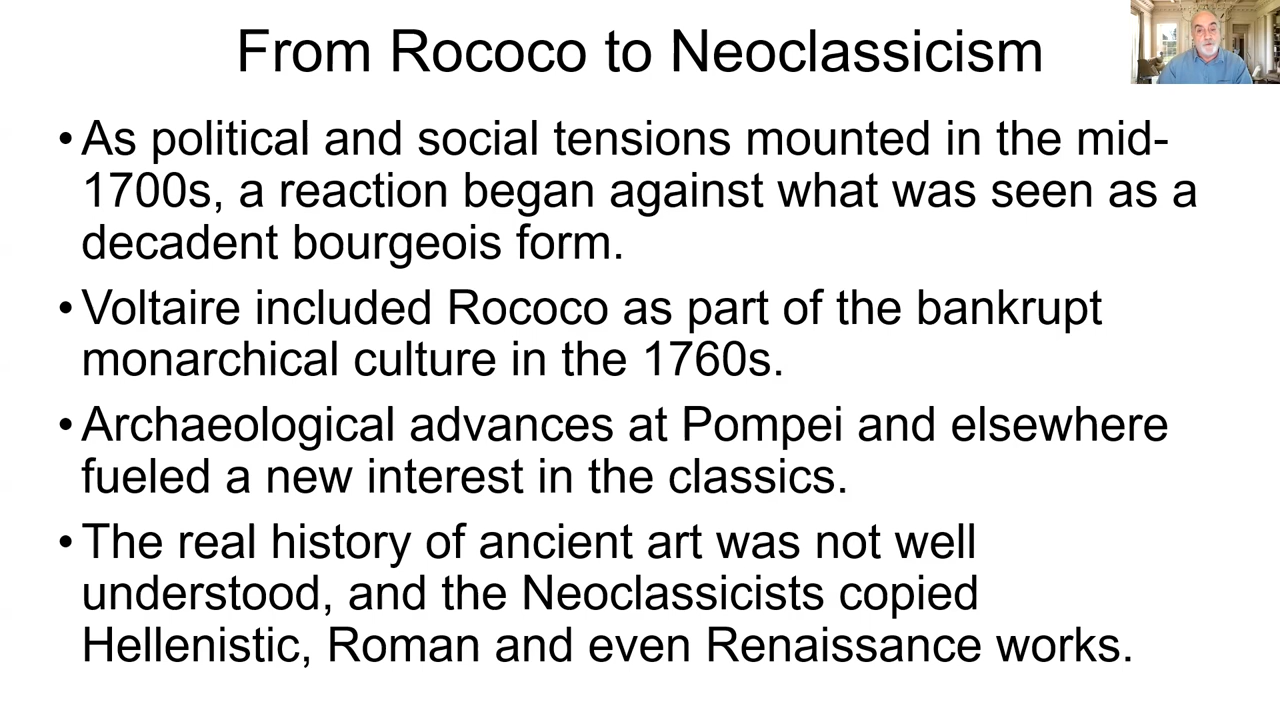 From Rococo to Neoclassicism
•As political and social tensions mounted in the mid-
1700s, a reaction began against what was seen as a
decadent bourgeois form.
•Voltaire included Rococo as part of the bankrupt
monarchical culture in the 1760s.
•Archaeological advances at Pompei and elsewhere
fueled a new interest in the classics.
•The real history of ancient art was not well
understood, and the Neoclassicists copied
Hellenistic, Roman and even Renaissance works.